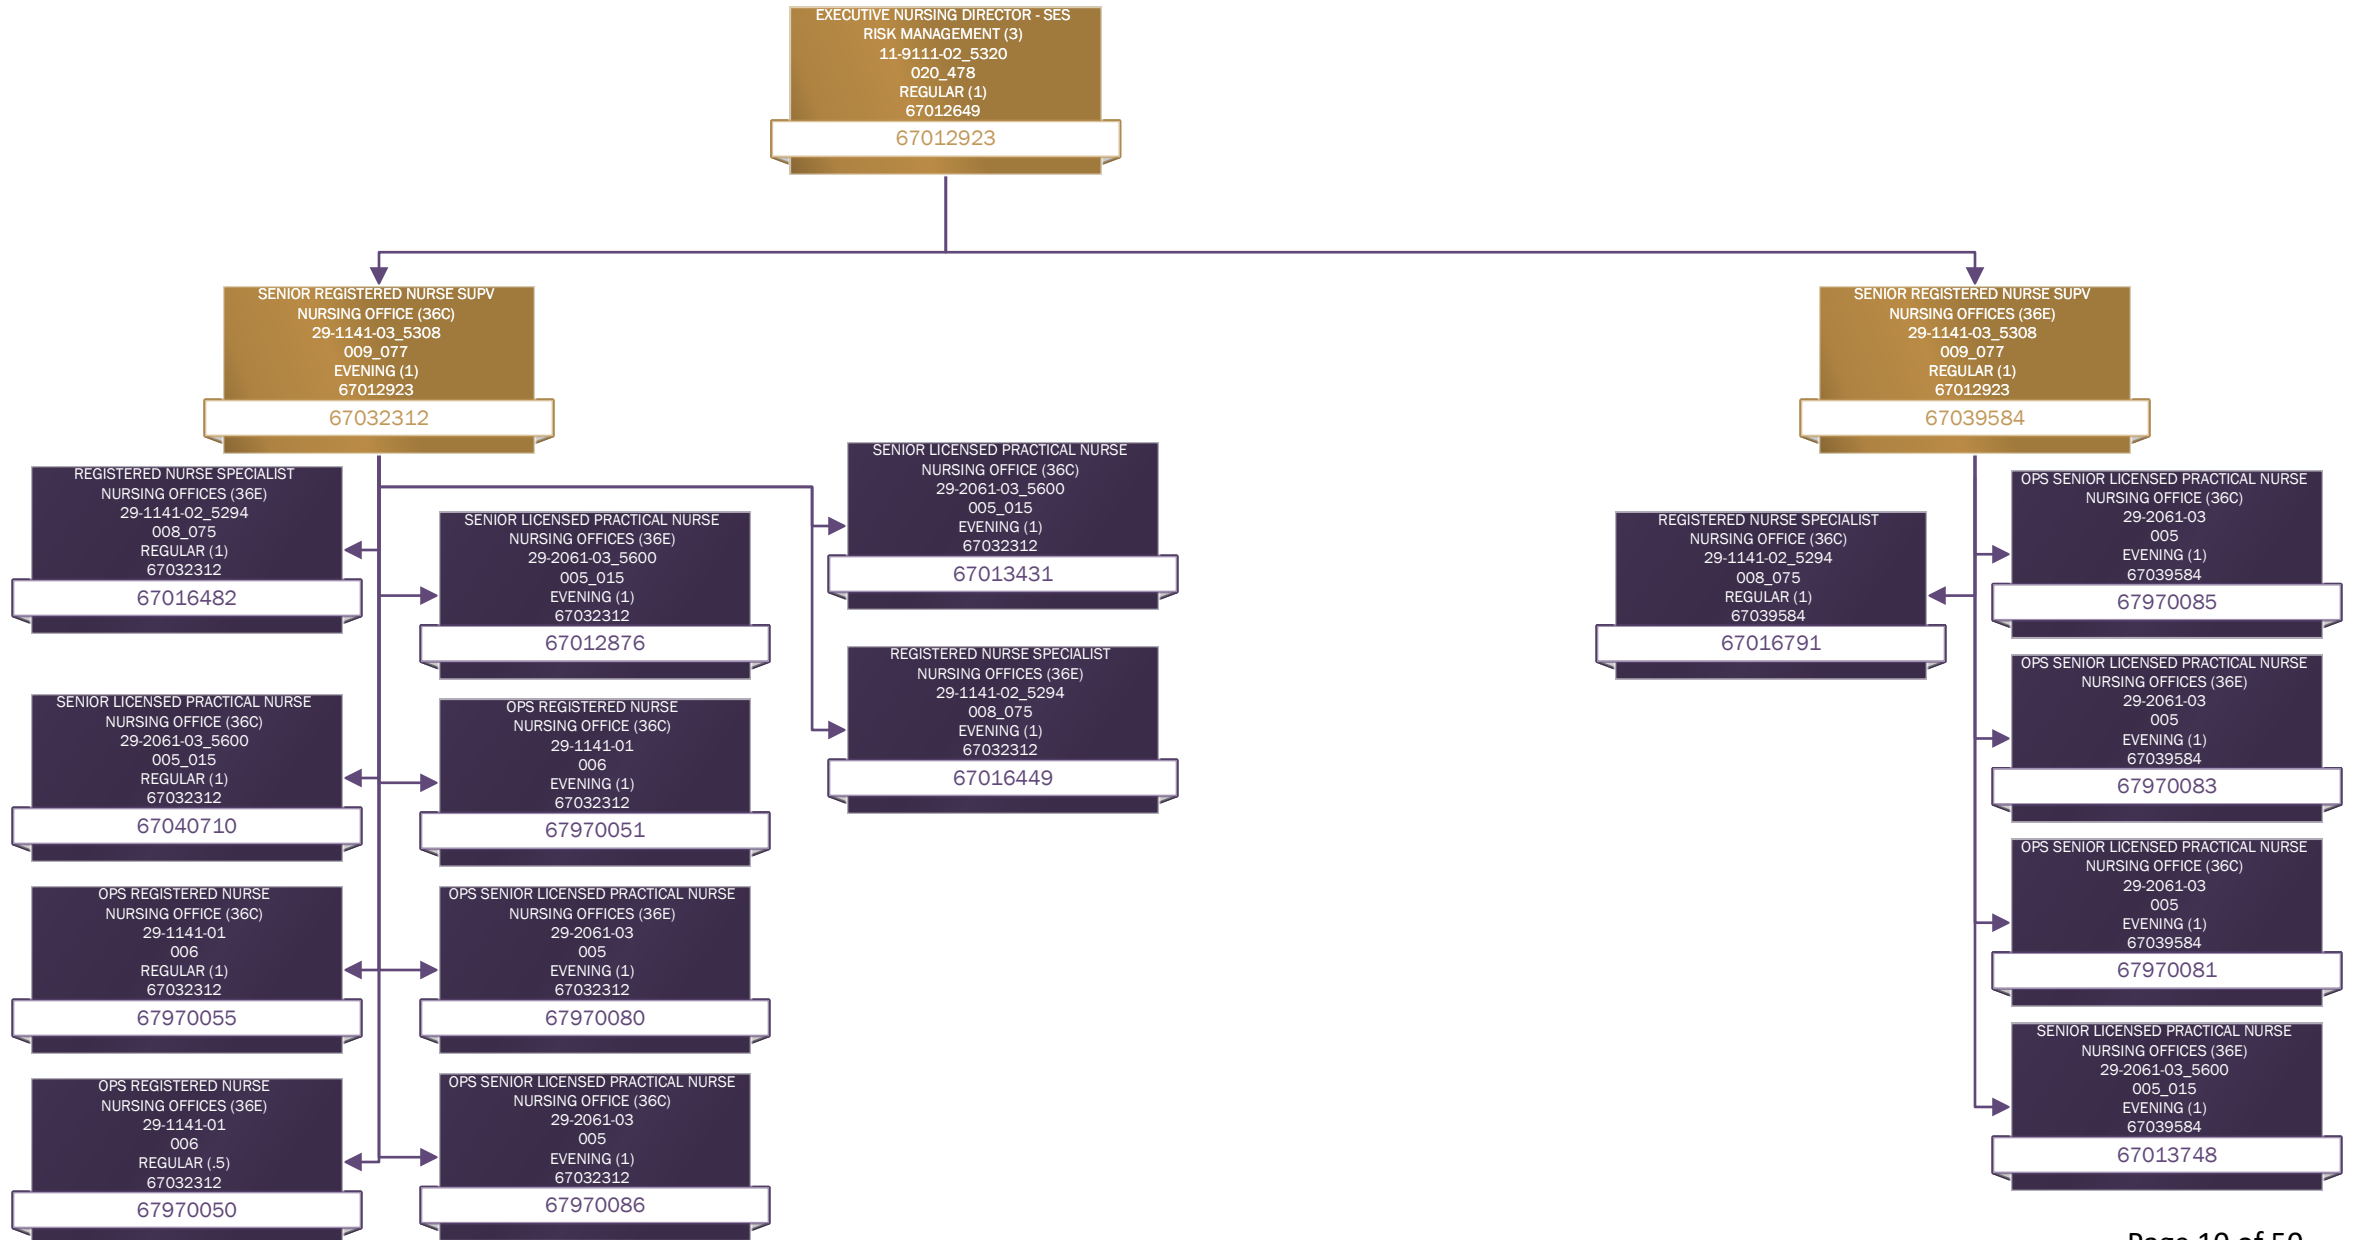 EXECUTIVE NURSING DIRECTOR - SES
RISK MANAGEMENT (3)
11-9111-02_5320
020_478
REGULAR (1)
67012649
67012923
SENIOR REGISTERED NURSE SUPV
NURSING OFFICE (36C)
29-1141-03_5308
009_077
EVENING (1)
67012923
67032312
SENIOR REGISTERED NURSE SUPV
NURSING OFFICES (36E)
29-1141-03_5308
009_077
REGULAR (1)
67012923
67039584
REGISTERED NURSE SPECIALIST
NURSING OFFICES (36E)
29-1141-02_5294
008_075
REGULAR (1)
67032312
67016482
SENIOR LICENSED PRACTICAL NURSE
NURSING OFFICE (36C)
29-2061-03_5600
005_015
REGULAR (1)
67032312
67040710
OPS REGISTERED NURSE
NURSING OFFICE (36C)
29-1141-01
006
REGULAR (1)
67032312
67970055
OPS REGISTERED NURSE
NURSING OFFICES (36E)
29-1141-01
006
REGULAR (.5)
67032312
67970050
SENIOR LICENSED PRACTICAL NURSE
NURSING OFFICES (36E)
29-2061-03_5600
005_015
EVENING (1)
67032312
67012876
OPS REGISTERED NURSE
NURSING OFFICE (36C)
29-1141-01
006
EVENING (1)
67032312
67970051
OPS SENIOR LICENSED PRACTICAL NURSE
NURSING OFFICES (36E)
29-2061-03
005
EVENING (1)
67032312
67970080
OPS SENIOR LICENSED PRACTICAL NURSE
NURSING OFFICE (36C)
29-2061-03
005
EVENING (1)
67032312
67970086
SENIOR LICENSED PRACTICAL NURSE
NURSING OFFICE (36C)
29-2061-03_5600
005_015
EVENING (1)
67032312
67013431
REGISTERED NURSE SPECIALIST
NURSING OFFICES (36E)
29-1141-02_5294
008_075
EVENING (1)
67032312
67016449
REGISTERED NURSE SPECIALIST
NURSING OFFICE (36C)
29-1141-02_5294
008_075
REGULAR (1)
67039584
67016791
OPS SENIOR LICENSED PRACTICAL NURSE
NURSING OFFICE (36C)
29-2061-03
005
EVENING (1)
67039584
67970085
OPS SENIOR LICENSED PRACTICAL NURSE
NURSING OFFICES (36E)
29-2061-03
005
EVENING (1)
67039584
67970083
OPS SENIOR LICENSED PRACTICAL NURSE
NURSING OFFICE (36C)
29-2061-03
005
EVENING (1)
67039584
67970081
SENIOR LICENSED PRACTICAL NURSE
NURSING OFFICES (36E)
29-2061-03_5600
005_015
EVENING (1)
67039584
67013748
Page 10 of 50